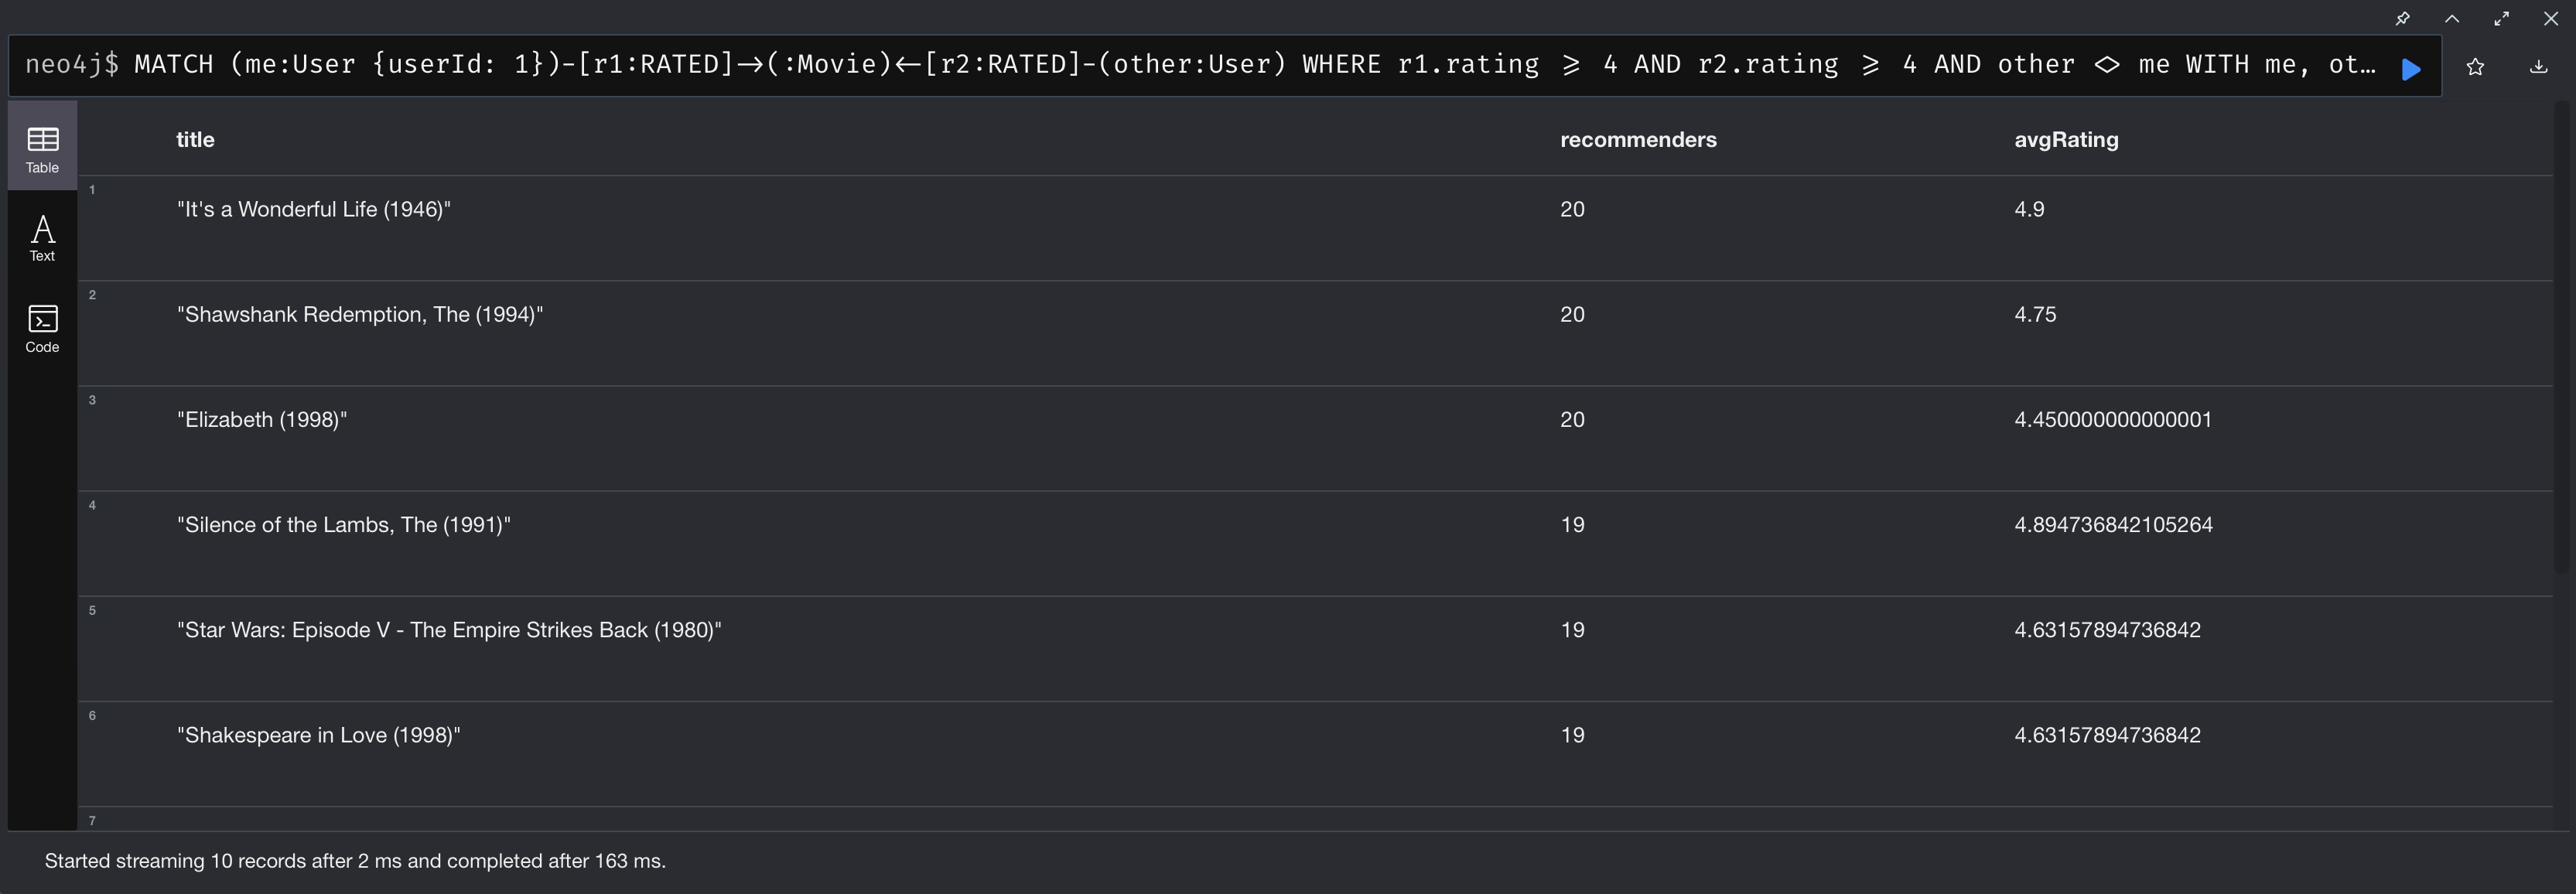 neo4j$ MATCH (me:User {userId: 1})-[r1:RATED]→(:Movie)←[r2:RATED]-(other:User) WHERE r1.rating ≥ 4 AND r2.rating ≥ 4 AND other <> me WITH me, ot…
Table
Text
Code
title recommenders avgRating
1
"It's a Wonderful Life (1946)" 20 4.9
2
"Shawshank Redemption, The (1994)" 20 4.75
3
"Elizabeth (1998)" 20 4.450000000000001
4
"Silence of the Lambs, The (1991)" 19 4.894736842105264
5
"Star Wars: Episode V - The Empire Strikes Back (1980)" 19 4.63157894736842
6
"Shakespeare in Love (1998)" 19 4.63157894736842
7
Started streaming 10 records after 2 ms and completed after 163 ms.